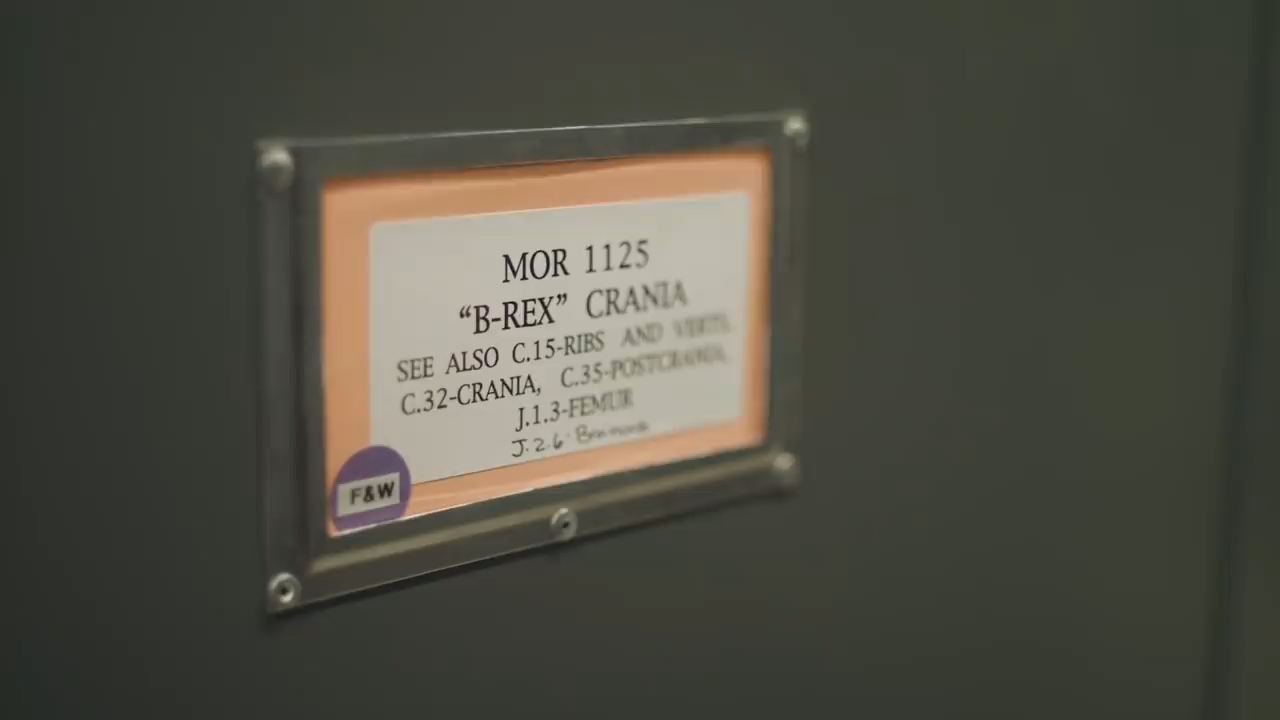 MOR 1125
“B-REX” CRANIA
SEE ALSO C.15-RIBS AND VERTS,
C.32-CRANIA, C.35-POSTCRANIA,
J.1.3-FEMUR
J.2.6-
F&W